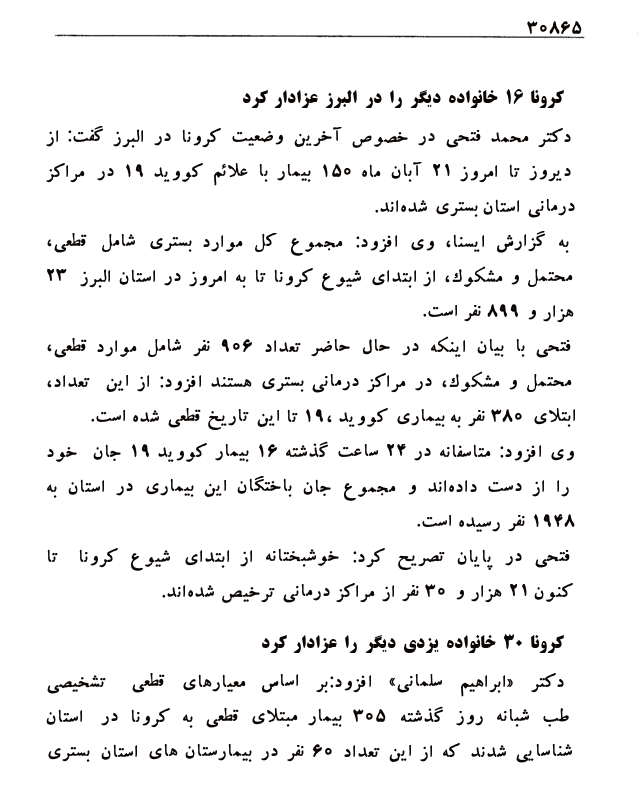 ۳۰۸۶۵
کرونا ۱۶ خانواده دیگر را در البرز عزادار کرد
دکتر محمد فتحی در خصوص آخرین وضعیت کرونا در البرز گفت: از
دیروز تا امروز ۲۱ آبان ماه ۱۵۰ بیمار با علائم کووید ۱۹ در مراکز
درمانی استان بستری شده‌اند.
به گزارش ایسنا، وی افزود: مجموع کل موارد بستری شامل قطعی،
محتمل و مشکوك، از ابتدای شیوع کرونا تا به امروز در استان البرز ۲۳
هزار و ۸۹۹ نفر است.
فتحی با بیان اینکه در حال حاضر تعداد ۹۰۶ نفر شامل موارد قطعی،
محتمل و مشکوك، در مراکز درمانی بستری هستند افزود: از این تعداد،
ابتلای ۳۸۰ نفر به بیماری کووید ،۱۹ تا این تاریخ قطعی شده است.
وی افزود: متاسفانه در ۲۴ ساعت گذشته ۱۶ بیمار کووید ۱۹ جان خود
را از دست داده‌اند و مجموع جان باختگان این بیماری در استان به
۱۹۴۸ نفر رسیده است.
فتحی در پایان تصریح کرد: خوشبختانه از ابتدای شیوع کرونا تا
کنون ۲۱ هزار و ۳۰ نفر از مراکز درمانی ترخیص شده‌اند.
کرونا ۳۰ خانواده یزدی دیگر را عزادار کرد
دکتر «ابراهیم سلمانی» افزود:بر اساس معیارهای قطعی تشخیصی
طب شبانه روز گذشته ۳۰۵ بیمار مبتلای قطعی به کرونا در استان
شناسایی شدند که از این تعداد ۶۰ نفر در بیمارستان های استان بستری